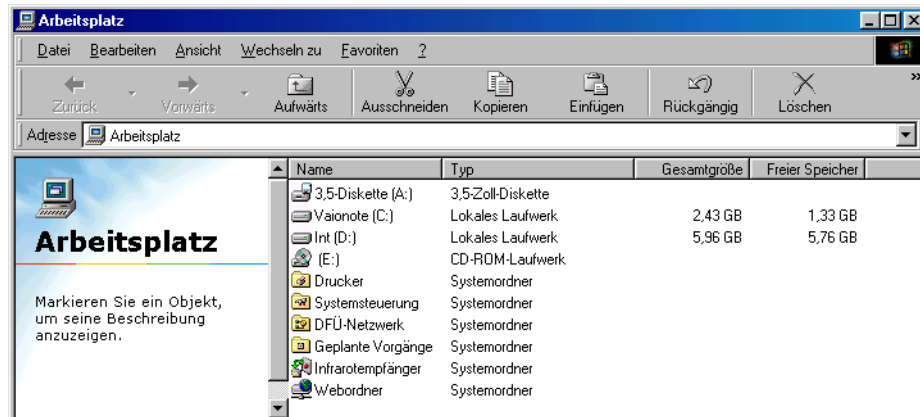 Arbeitsplatz
Datei Bearbeiten Ansicht Wechseln zu Favoriten ?
Zurück Vorwärts Aufwärts Ausschneiden Kopieren Einfügen Rückgängig Löschen »
Adresse Arbeitsplatz
Arbeitsplatz
Markieren Sie ein Objekt,
um seine Beschreibung
anzuzeigen.
Name Typ Gesamtgröße Freier Speicher
3,5-Diskette (A:) 3,5-Zoll-Diskette
Vaionote (C:) Lokales Laufwerk 2,43 GB 1,33 GB
Int (D:) Lokales Laufwerk 5,96 GB 5,76 GB
(E:) CD-ROM-Laufwerk
Drucker Systemordner
Systemsteuerung Systemordner
DFÜ-Netzwerk Systemordner
Geplante Vorgänge Systemordner
Infrarotempfänger Systemordner
Webordner Systemordner